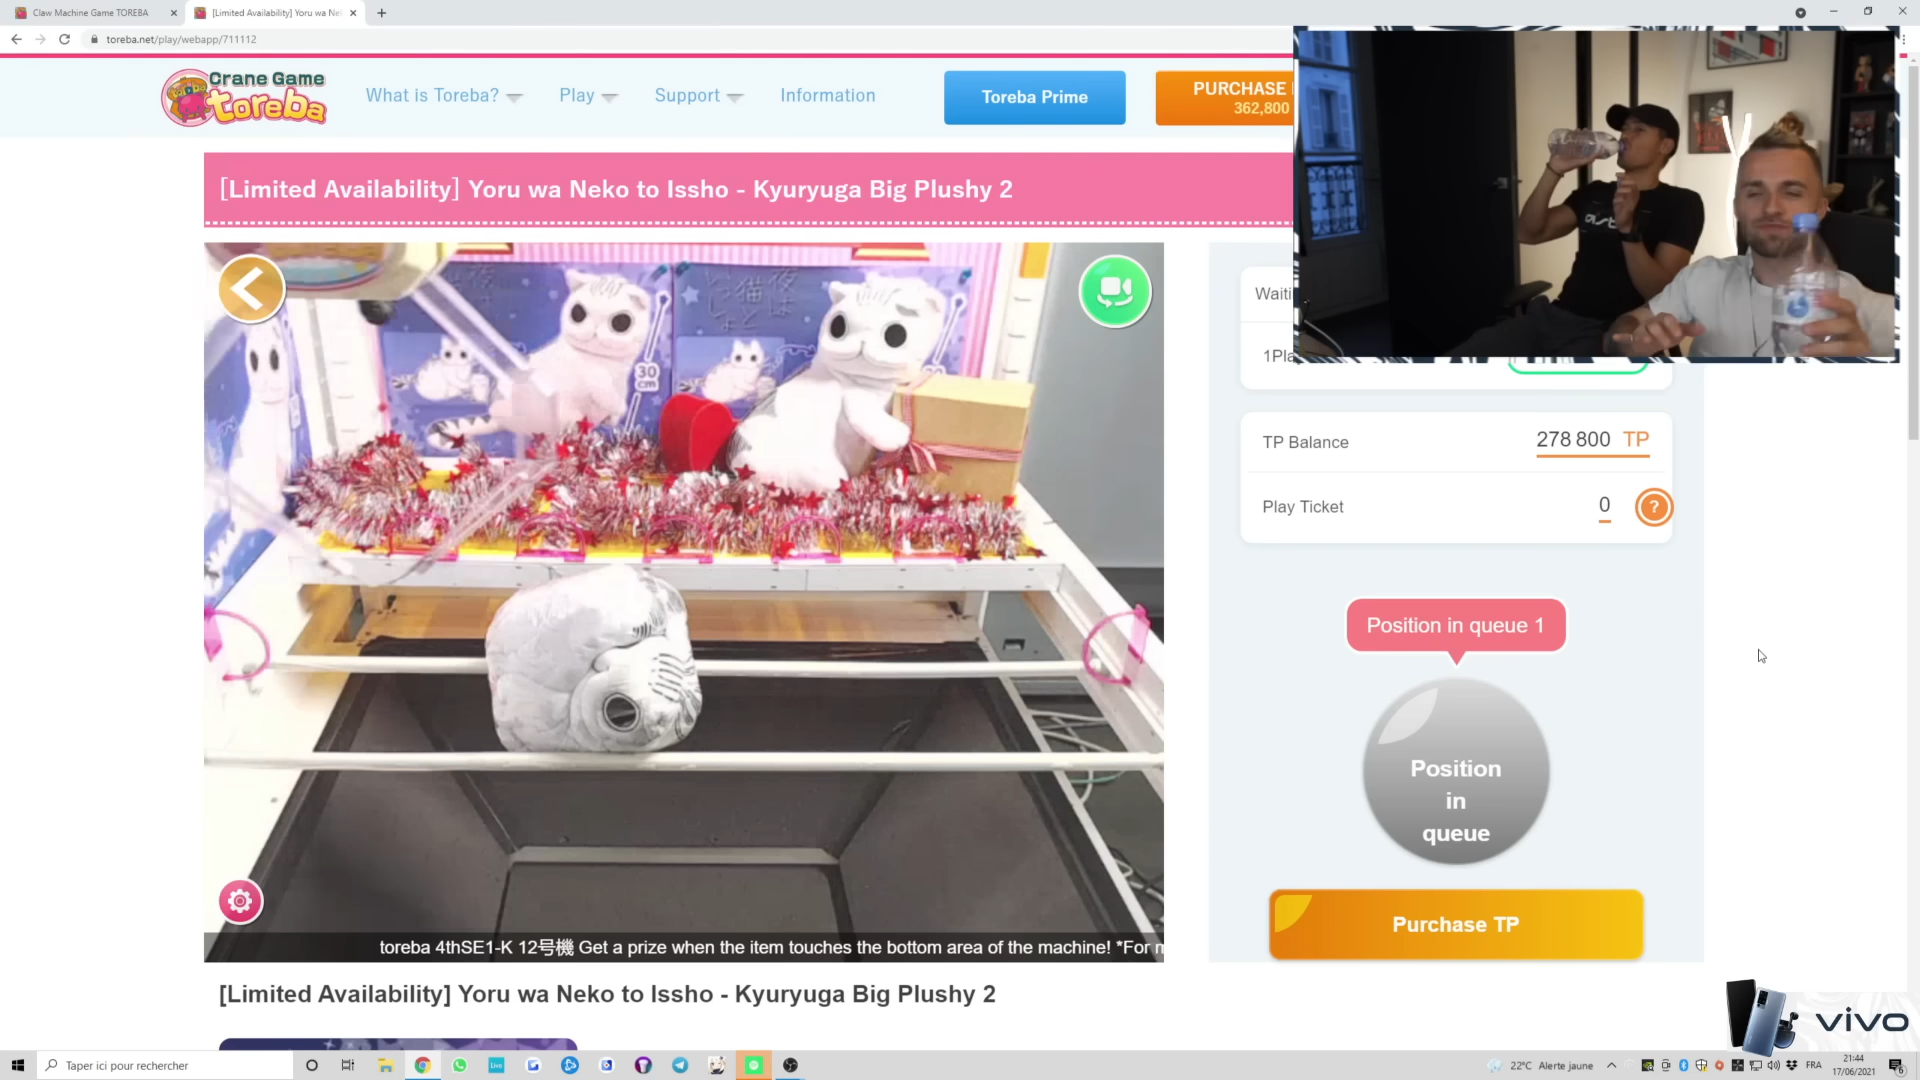 Claw Machine Game TOREBA
[Limited Availability] Yoru wa Ne
toreba.net/play/webapp/711112
Crane Game
toreba
What is Toreba?
Play
Support
Information
Toreba Prime
PURCHASE
362,800
[Limited Availability] Yoru wa Neko to Issho - Kyuryuga Big Plushy 2
30
cm
Waiti
1Pla
TP Balance
278 800 TP
Play Ticket
0
?
Position in queue 1
Position
in
queue
Purchase TP
toreba 4thSE1-K 12号機 Get a prize when the item touches the bottom area of the machine! *For
[Limited Availability] Yoru wa Neko to Issho - Kyuryuga Big Plushy 2
vivo
Taper ici pour rechercher
22°C Alerte jaune
FRA
21:44
17/06/2021